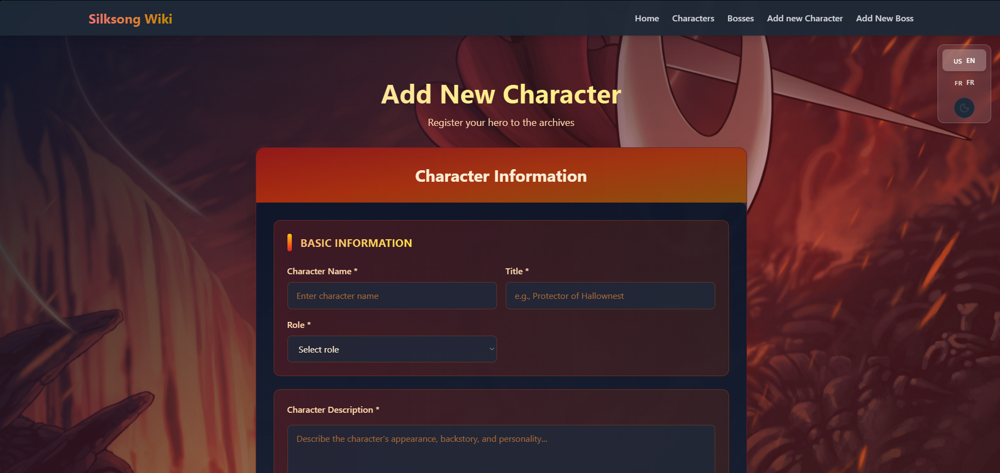 Silksong Wiki
Home Characters Bosses Add new Character Add New Boss
US EN
FR FR
Add New Character
Register your hero to the archives
Character Information
BASIC INFORMATION
Character Name * Title *
Enter character name e.g., Protector of Hallownest
Role *
Select role
Character Description *
Describe the character's appearance, backstory, and personality...